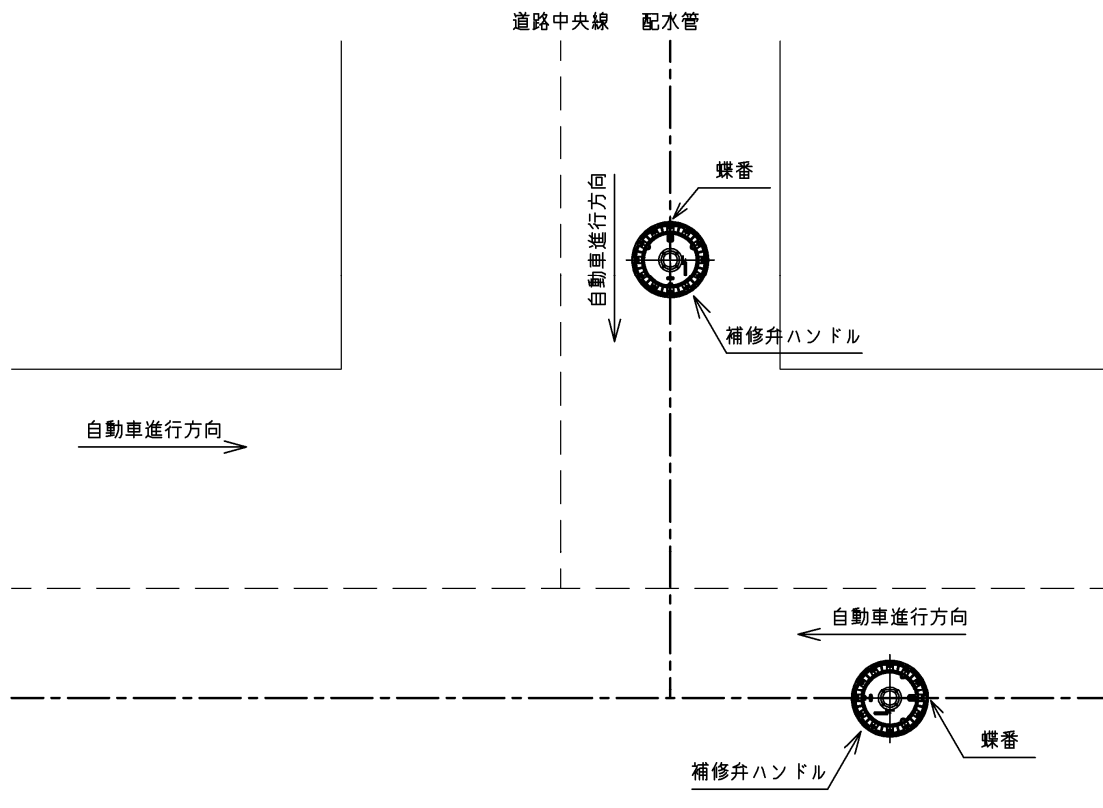 道路中央線 配水管
蝶番
自動車進行方向
補修弁ハンドル
自動車進行方向
自動車進行方向
蝶番
補修弁ハンドル